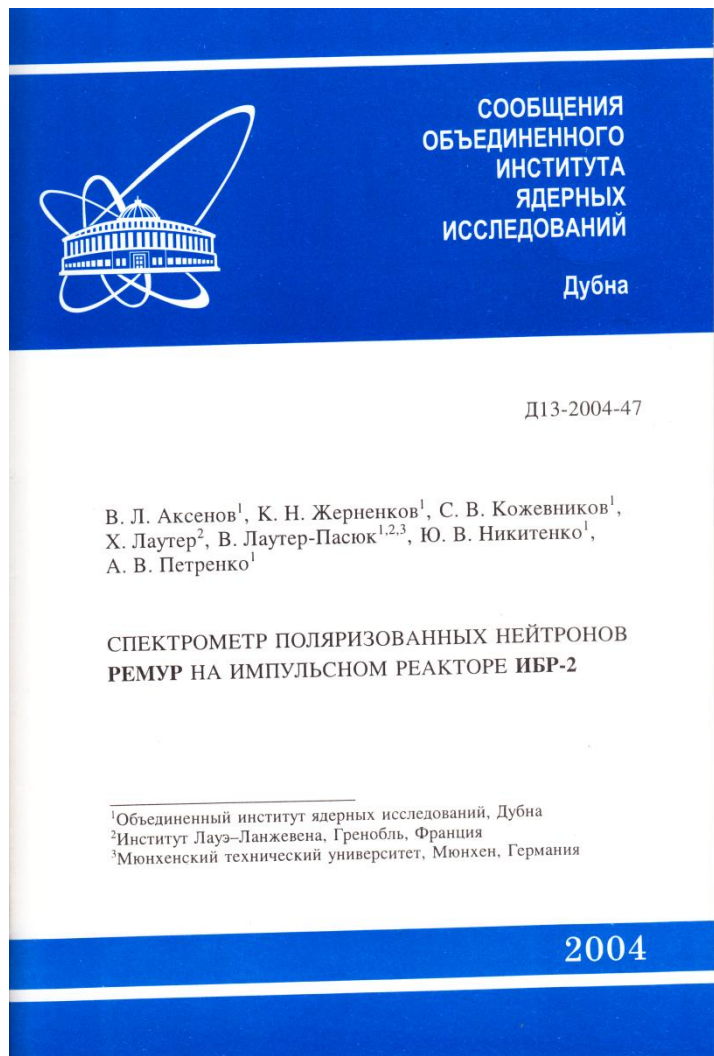 СООБЩЕНИЯ
ОБЪЕДИНЕННОГО
ИНСТИТУТА
ЯДЕРНЫХ
ИССЛЕДОВАНИЙ
Дубна
Д13-2004-47
В. Л. Аксенов¹, К. Н. Жерненков¹, С. В. Кожевников¹,
Х. Лаутер², В. Лаутер-Пасюк¹,²,³, Ю. В. Никитенко¹,
А. В. Петренко¹
СПЕКТРОМЕТР ПОЛЯРИЗОВАННЫХ НЕЙТРОНОВ
РЕМУР НА ИМПУЛЬСНОМ РЕАКТОРЕ ИБР-2
¹Объединенный институт ядерных исследований, Дубна
²Институт Лауэ–Ланжевена, Гренобль, Франция
³Мюнхенский технический университет, Мюнхен, Германия
2004